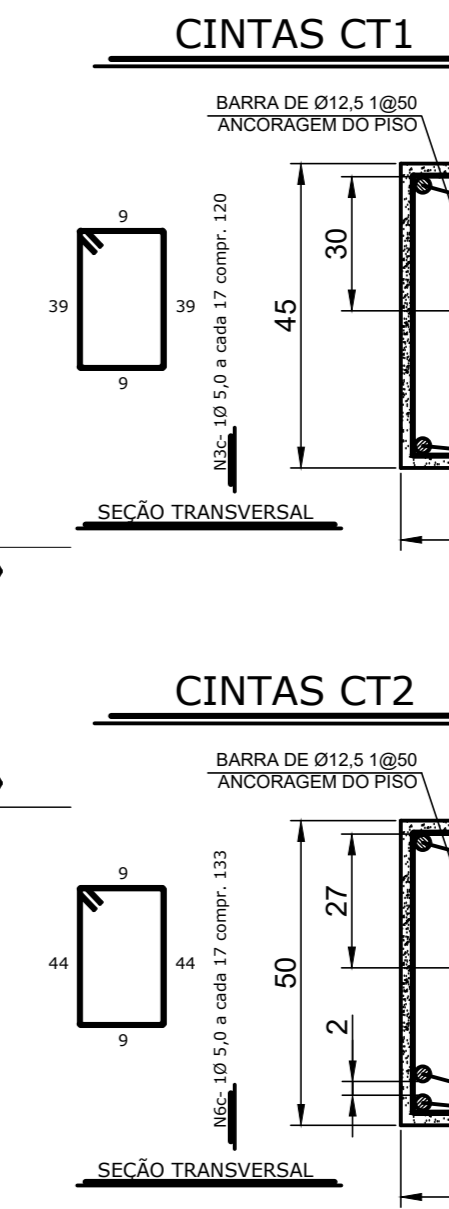 CINTAS CT1
BARRA DE Ø12,5 1@50
ANCORAGEM DO PISO
9
39
39
9
N3c- 1Ø 5,0 a cada 17 compr. 120
45
30
SEÇÃO TRANSVERSAL
CINTAS CT2
BARRA DE Ø12,5 1@50
ANCORAGEM DO PISO
9
44
44
9
N6c- 1Ø 5,0 a cada 17 compr. 133
50
27
2
SEÇÃO TRANSVERSAL